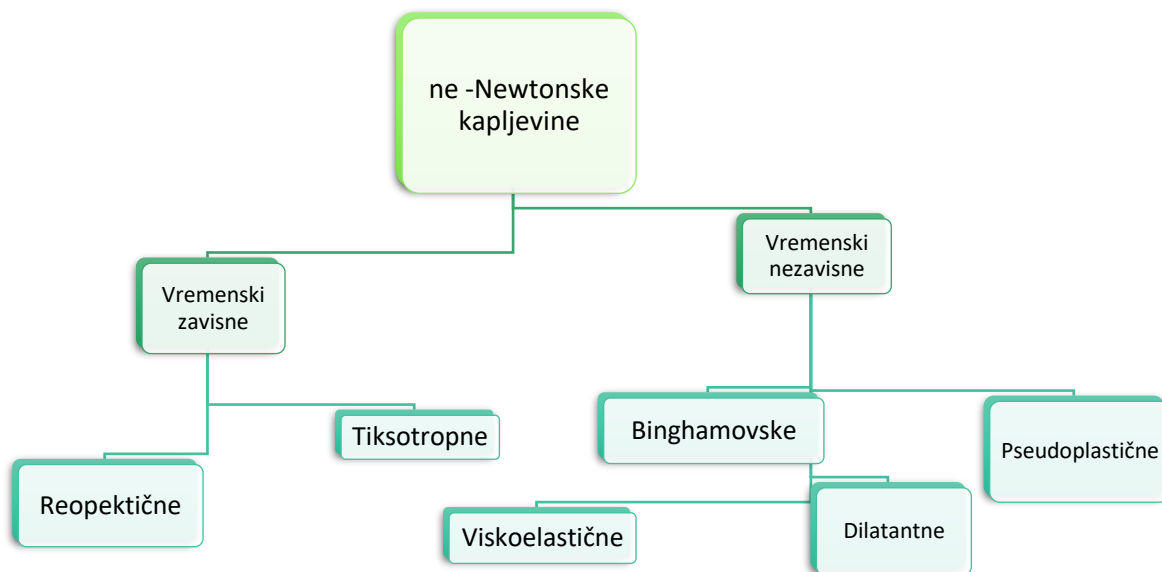 ne -Newtonske
kapljevine
Vremenski
nezavisne
Vremenski
zavisne
Tiksotropne
Binghamovske
Pseudoplastične
Reopektične
Viskoelastične
Dilatantne